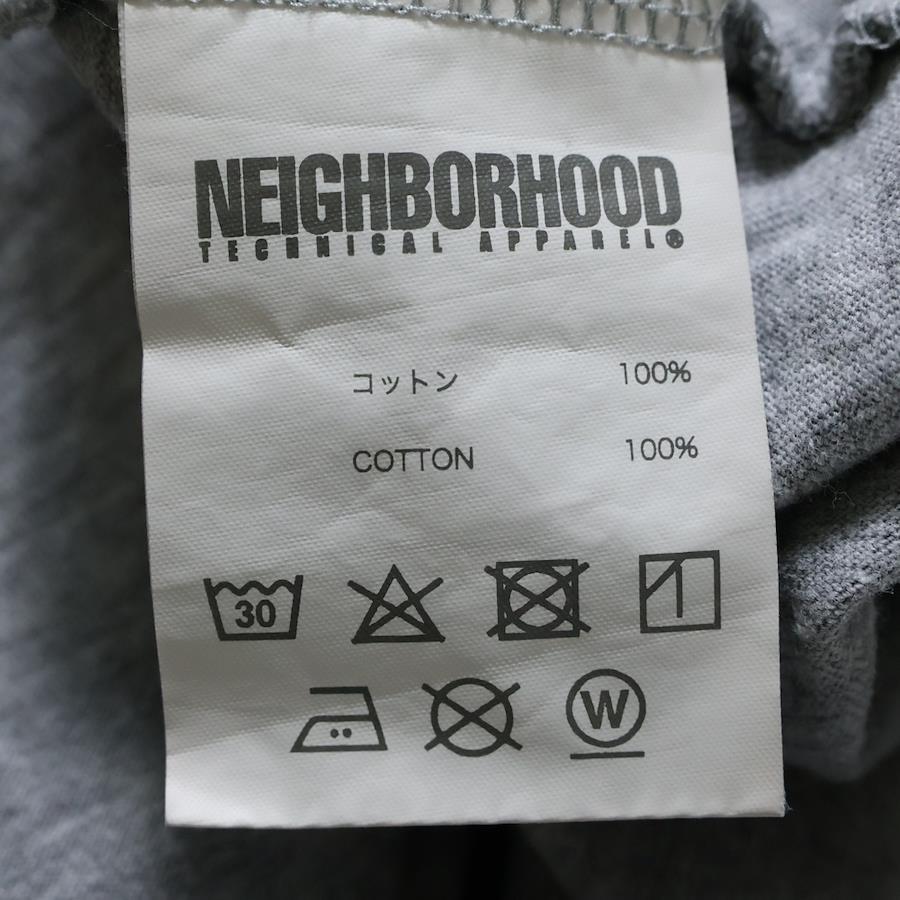 NEIGHBORHOOD
TECHNICAL APPAREL®
コットン 100%
COTTON 100%
30
W